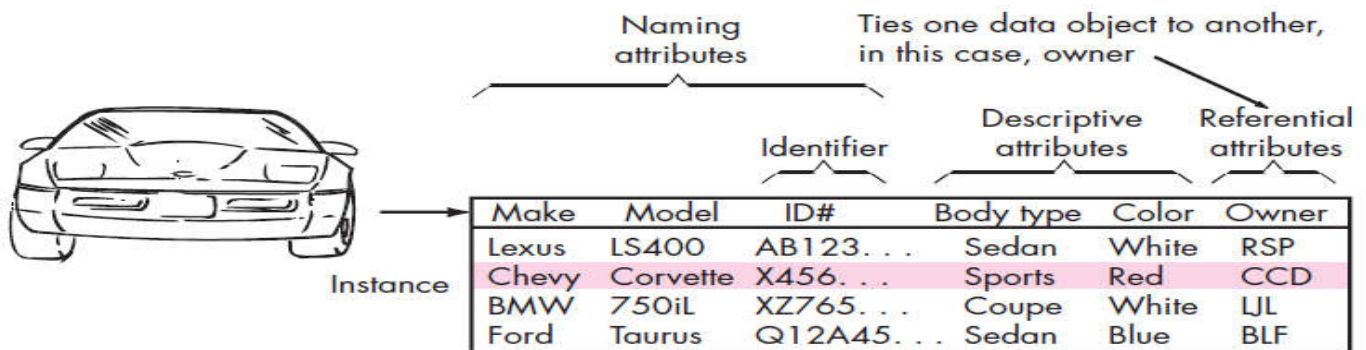 Naming
attributes
Ties one data object to another,
in this case, owner
Identifier
Descriptive
attributes
Referential
attributes
Instance
Make Model ID# Body type Color Owner
Lexus LS400 AB123. . . Sedan White RSP
Chevy Corvette X456. . . Sports Red CCD
BMW 750iL XZ765. . . Coupe White LJL
Ford Taurus Q12A45. . . Sedan Blue BLF